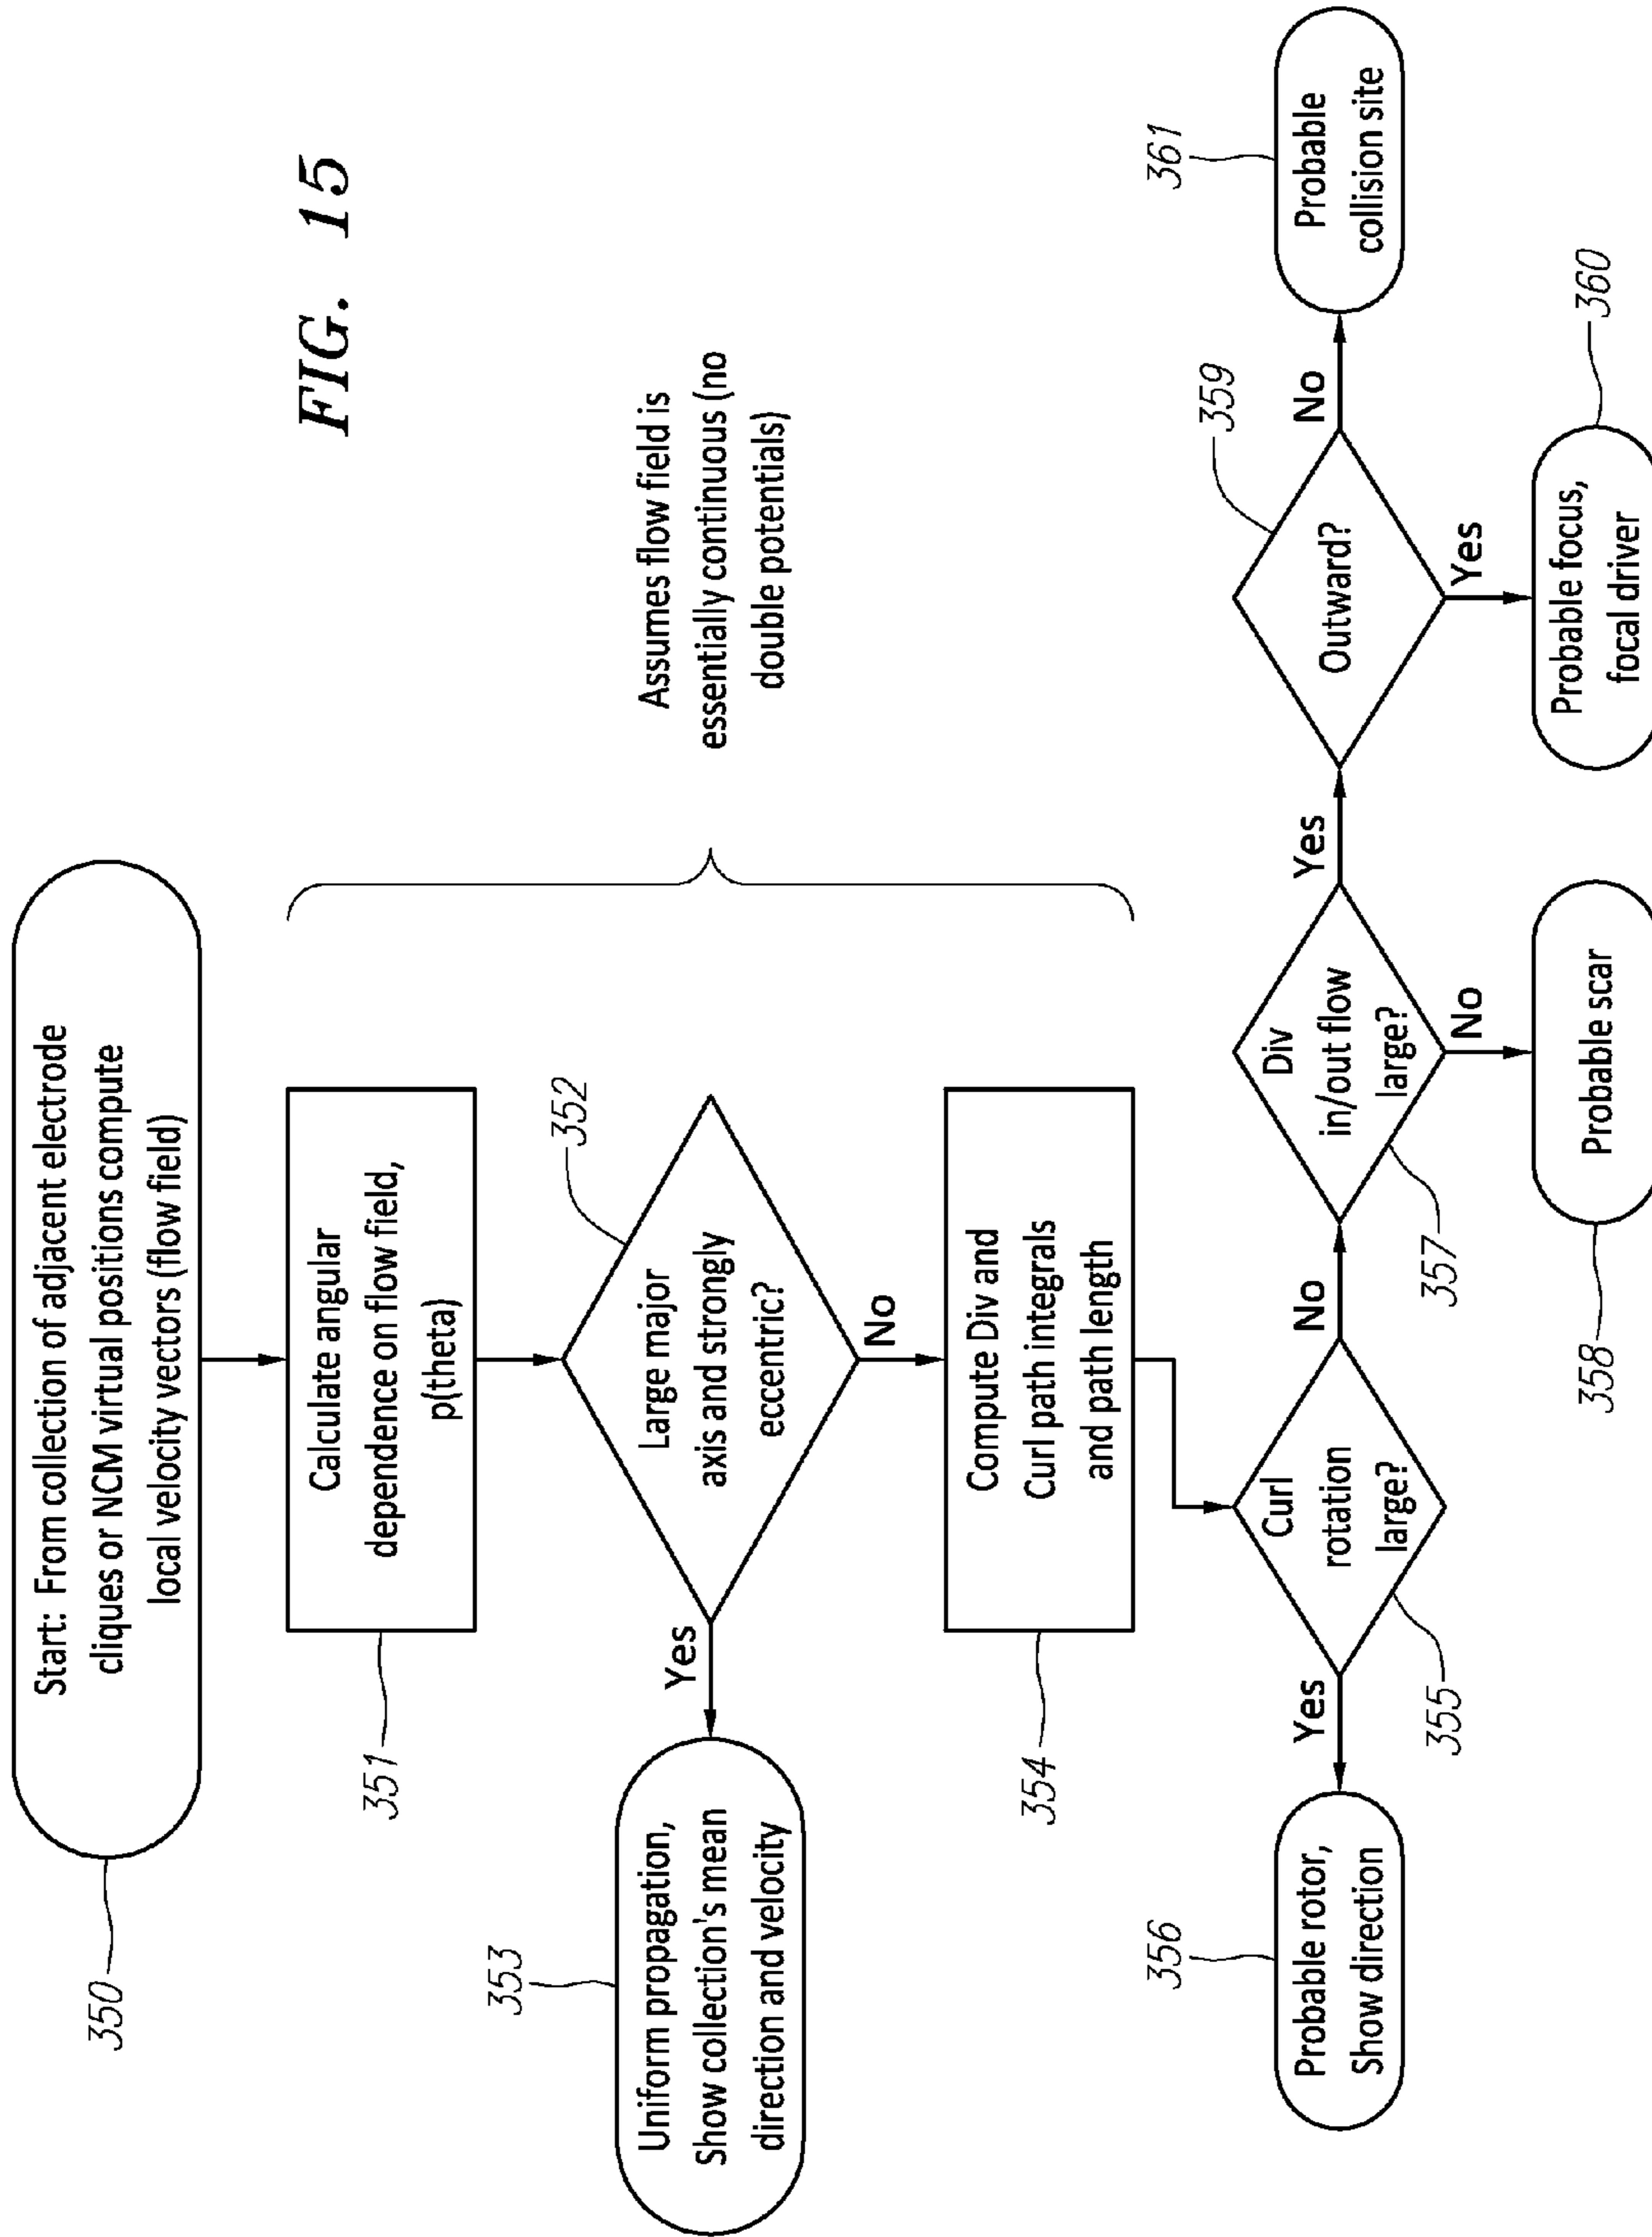 FIG. 15
Start: From collection of adjacent electrode
cliques or NCM virtual positions compute
local velocity vectors (flow field)
350
Calculate angular
dependence on flow field,
p(theta)
351
Large major
axis and strongly
eccentric?
352
Yes
No
Uniform propagation,
Show collection's mean
direction and velocity
353
Assumes flow field is
essentially continuous (no
double potentials)
Compute Div and
Curl path integrals
and path length
354
Curl
rotation
large?
355
Yes
No
Probable rotor,
Show direction
356
Div
in/out flow
large?
357
Yes
No
Probable scar
358
Outward?
359
No
Yes
Probable focus,
focal driver
360
Probable
collision site
361